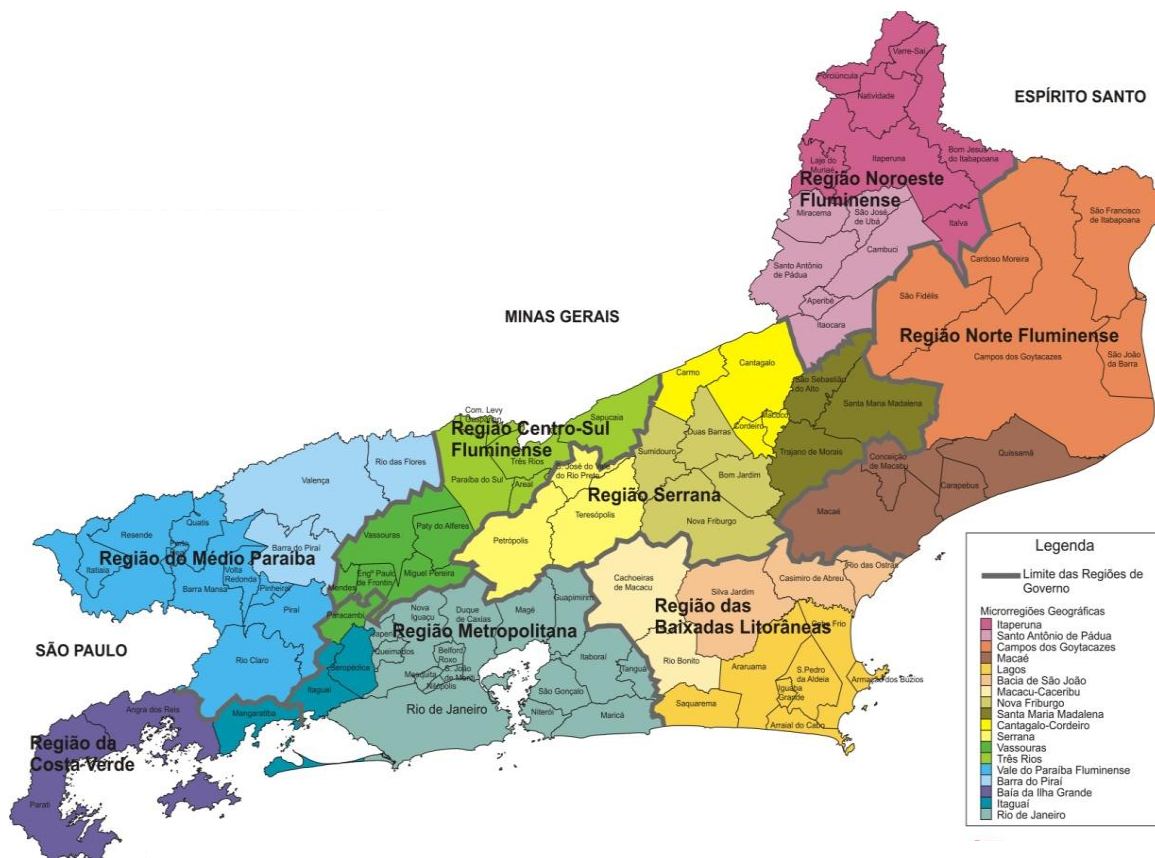 Varre-Sai
Porciúncula
ESPÍRITO SANTO
Natividade
Bom Jesus
do Itabapoana
Laje do
Muriaé
Itaperuna
Região Noroeste
Fluminense
Miracema
São José
de Ubá
Italva
São Francisco
de Itabapoana
Cambuci
Cardoso Moreira
Santo Antônio
de Pádua
São Fidélis
Aperibé
MINAS GERAIS
Itaocara
Região Norte Fluminense
Campos dos Goytacazes
São João
da Barra
Cantagalo
Carmo
São Sebastião
do Alto
Santa Maria Madalena
Com. Levy
Sapucaia
Macuco
Cordeiro
Região Centro-Sul
Fluminense
Duas Barras
Sumidouro
Trajano de Morais
Conceição
de Macabu
Quissamã
Rio das Flores
Três Rios
S. José do Vale
do Rio Preto
Paraíba do Sul
Areal
Bom Jardim
Carapebus
Valença
Região Serrana
Macaé
Teresópolis
Nova Friburgo
Quatis
Paty do Alferes
Vassouras
Resende
Petrópolis
Barra do Piraí
Região do Médio Paraiba
Itatiaia
Volta
Redonda
Barra Mansa
Pinheiral
Piraí
Engº Paulo
de Frontin
Mendes
Miguel Pereira
Rio das Ostras
Cachoeiras
de Macacu
Casimiro de Abreu
Silva Jardim
Guapimirim
Magé
Nova
Iguaçu
Duque
de Caxias
Paracambi
Região das
Baixadas Litorâneas
Cabo Frio
Região Metropolitana
Japeri
Queimados
Belford
Roxo
SÃO PAULO
Rio Claro
Seropédica
Itaboraí
Tanguá
Rio Bonito
Araruama
S.Pedro
da Aldeia
Armação dos Búzios
Mesquita
Nilópolis
Itaguaí
São Gonçalo
Iguaba
Grande
Saquarema
Rio de Janeiro
Niterói
Maricá
Arraial do Cabo
Mangaratiba
Angra dos Reis
Região da
Costa-Verde
Parati
Legenda
Limite das Regiões de
Governo
Microrregiões Geográficas
Itaperuna
Santo Antônio de Pádua
Campos dos Goytacazes
Macaé
Lagos
Bacia de São João
Macacu-Caceribu
Nova Friburgo
Santa Maria Madalena
Cantagalo-Cordeiro
Serrana
Vassouras
Três Rios
Vale do Paraíba Fluminense
Barra do Piraí
Baía da Ilha Grande
Itaguaí
Rio de Janeiro